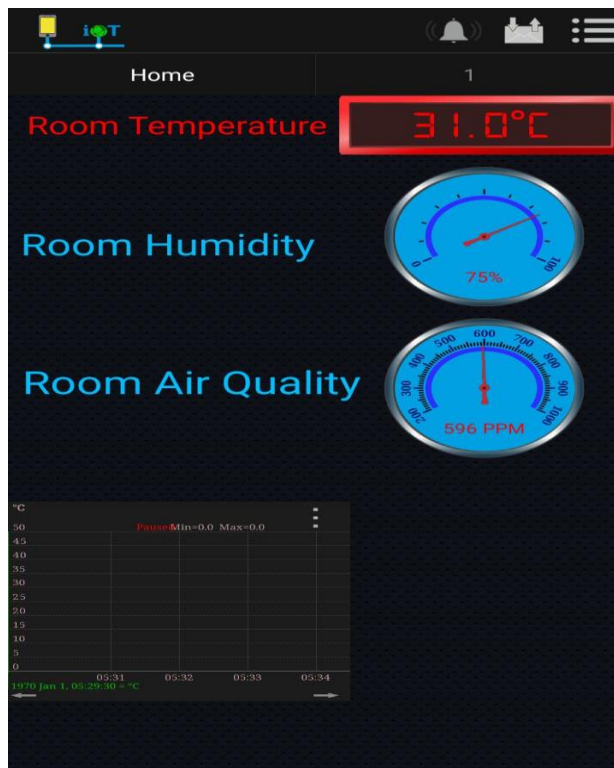 iOT
Home
1
Room Temperature
31.0°C
Room Humidity
0
100
75%
Room Air Quality
200
300
400
500
600
700
800
900
1000
596 PPM
°C
50
Paused
Min=0.0 Max=0.0
45
40
35
30
25
20
15
10
5
0
05:31
05:32
05:33
05:34
1970 Jan 1, 05:29:30 = °C